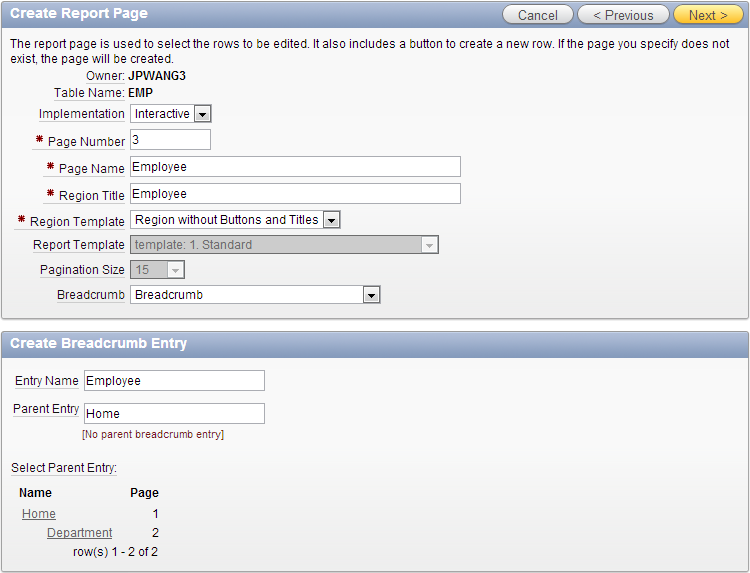 Create Report Page Cancel < Previous Next >
The report page is used to select the rows to be edited. It also includes a button to create a new row. If the page you specify does not
exist, the page will be created.
Owner: JPWANG3
Table Name: EMP
Implementation Interactive
* Page Number 3
* Page Name Employee
* Region Title Employee
* Region Template Region without Buttons and Titles
Report Template template: 1. Standard
Pagination Size 15
Breadcrumb Breadcrumb
Create Breadcrumb Entry
Entry Name Employee
Parent Entry Home
[No parent breadcrumb entry]
Select Parent Entry:
Name Page
Home 1
Department 2
row(s) 1 - 2 of 2